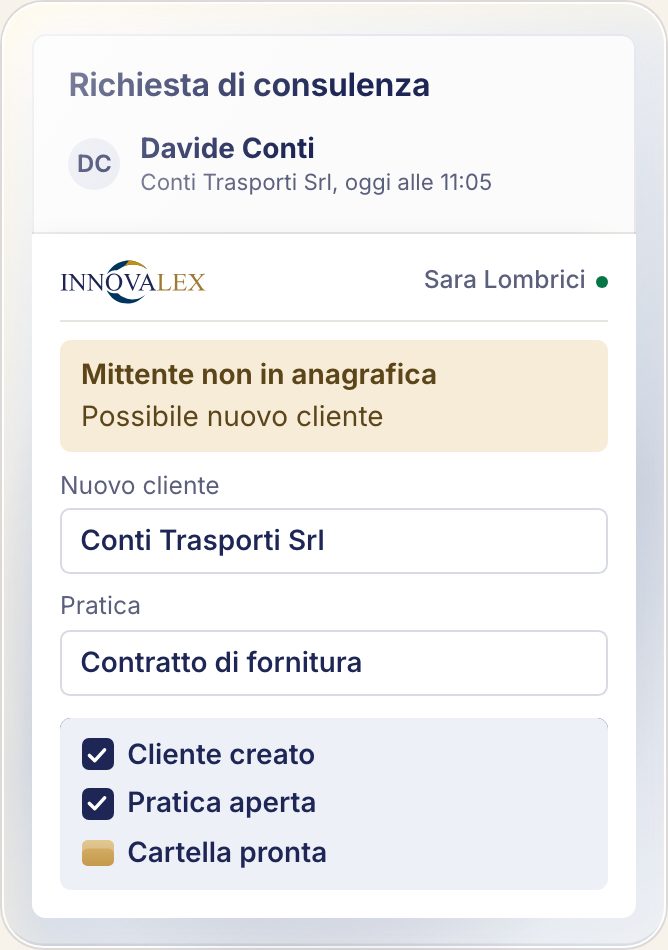 Richiesta di consulenza
DC
Davide Conti
Conti Trasporti Srl, oggi alle 11:05
INNOVALEX
Sara Lombrici
Mittente non in anagrafica
Possibile nuovo cliente
Nuovo cliente
Conti Trasporti Srl
Pratica
Contratto di fornitura
Cliente creato
Pratica aperta
Cartella pronta